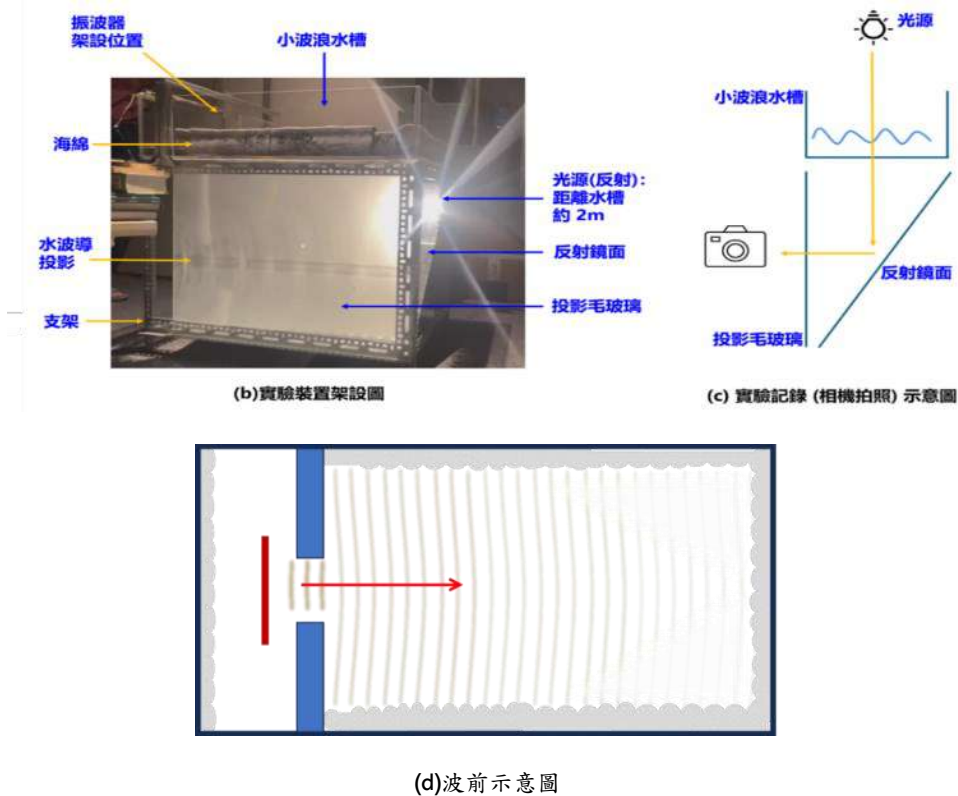 振波器
架設位置
小波浪水槽
海綿
光源(反射):
距離水槽
約 2m
水波導
投影
反射鏡面
投影毛玻璃
支架
(b)實驗裝置架設圖
光源
小波浪水槽
反射鏡面
投影毛玻璃
(c) 實驗記錄 (相機拍照) 示意圖
(d)波前示意圖